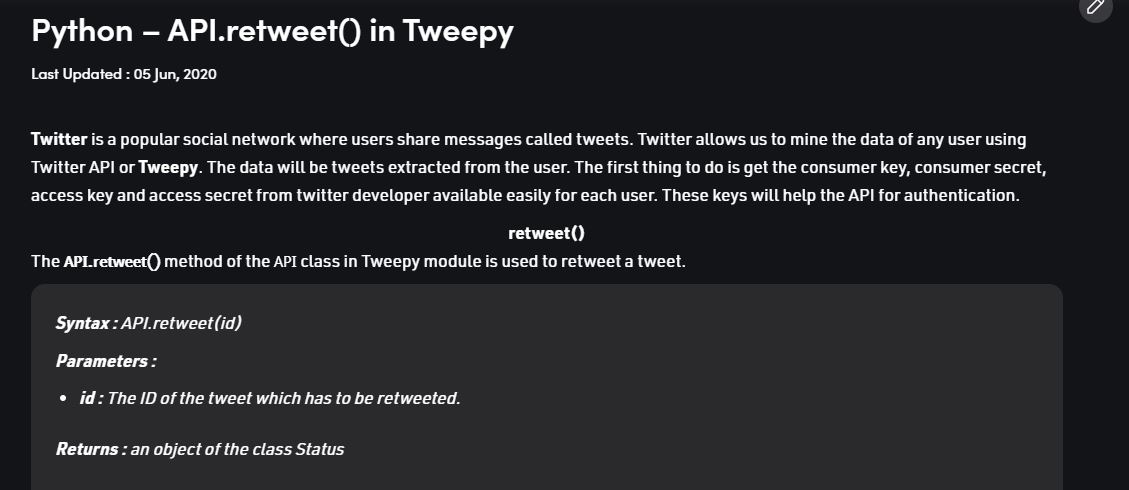 Python – API.retweet() in Tweepy
Last Updated : 05 Jun, 2020
Twitter is a popular social network where users share messages called tweets. Twitter allows us to mine the data of any user using
Twitter API or Tweepy. The data will be tweets extracted from the user. The first thing to do is get the consumer key, consumer secret,
access key and access secret from twitter developer available easily for each user. These keys will help the API for authentication.
retweet()
The API.retweet() method of the API class in Tweepy module is used to retweet a tweet.
Syntax : API.retweet(id)
Parameters :
• id : The ID of the tweet which has to be retweeted.
Returns : an object of the class Status